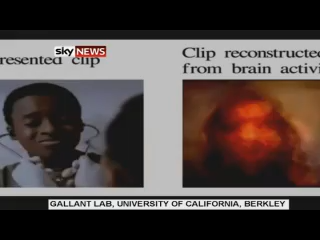 sky NEWS
resented clip
Clip reconstructed
from brain activi
GALLANT LAB, UNIVERSITY OF CALIFORNIA, BERKLEY